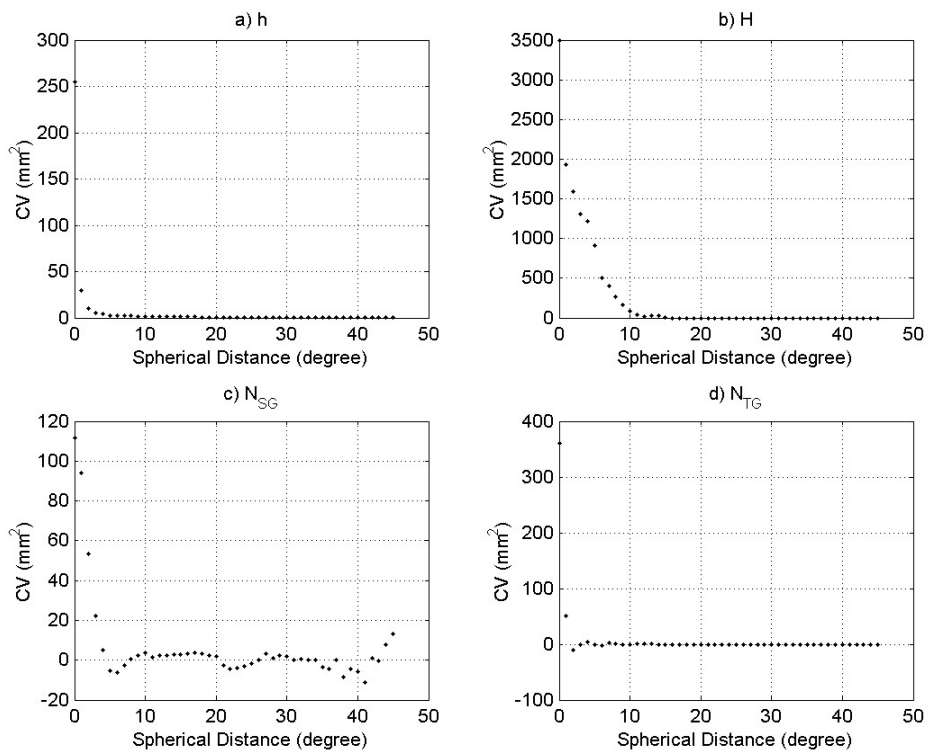 a) h
300
250
200
150
100
50
0
CV (mm²)
0 10 20 30 40 50
Spherical Distance (degree)
b) H
3500
3000
2500
2000
1500
1000
500
0
CV (mm²)
0 10 20 30 40 50
Spherical Distance (degree)
c) N_SG
120
100
80
60
40
20
0
-20
CV (mm²)
0 10 20 30 40 50
Spherical Distance (degree)
d) N_TG
400
300
200
100
0
-100
CV (mm²)
0 10 20 30 40 50
Spherical Distance (degree)